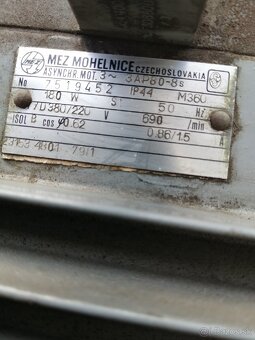 MEZ MOHELNICE CZECHOSLOVAKIA
ASYNCHR. MOT. 3~ 3AP80-8s
No 7519452 IP44 M360
180 W S1 50 Hz
Y/D 380/220 V 690 /min
ISOL B cos φ 0.62 0.86/1.5 A